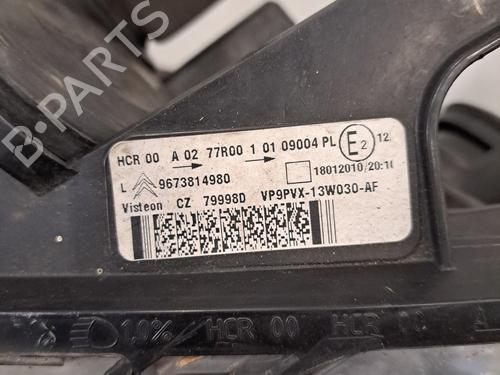 HCR 00 A 02 77R00 1 01 09004 PL E2 12
L 9673814980 18012010/20:10
Visteon CZ 79998D VP9PVX-13W030-AF
1.0% HCR 00 HCR
B-PARTS